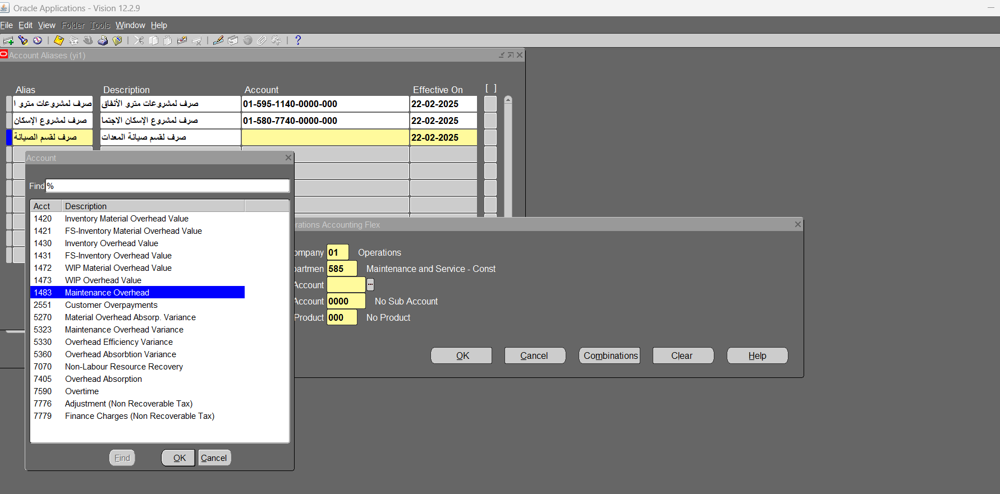 Oracle Applications - Vision 12.2.9
File Edit View Folder Tools Window Help
Account Aliases (yi1)
Alias Description Account Effective On [ ]
صرف لمشروعات مترو ا صرف لمشروعات مترو الأنفاق 01-595-1140-0000-000 22-02-2025
صرف لمشروع الإسكان صرف لمشروع الإسكان الاجتما 01-580-7740-0000-000 22-02-2025
صرف لقسم الصيانة صرف لقسم صيانة المعدات 22-02-2025
Account
Find %
Acct Description
1420 Inventory Material Overhead Value
1421 FS-Inventory Material Overhead Value
1430 Inventory Overhead Value
1431 FS-Inventory Overhead Value
1472 WIP Material Overhead Value
1473 WIP Overhead Value
1483 Maintenance Overhead
2551 Customer Overpayments
5270 Material Overhead Absorp. Variance
5323 Maintenance Overhead Variance
5330 Overhead Efficiency Variance
5360 Overhead Absorbtion Variance
7070 Non-Labour Resource Recovery
7405 Overhead Absorption
7590 Overtime
7776 Adjustment (Non Recoverable Tax)
7779 Finance Charges (Non Recoverable Tax)
Find OK Cancel
rations Accounting Flex
ompany 01 Operations
partmen 585 Maintenance and Service - Const
Account
Account 0000 No Sub Account
Product 000 No Product
OK Cancel Combinations Clear Help